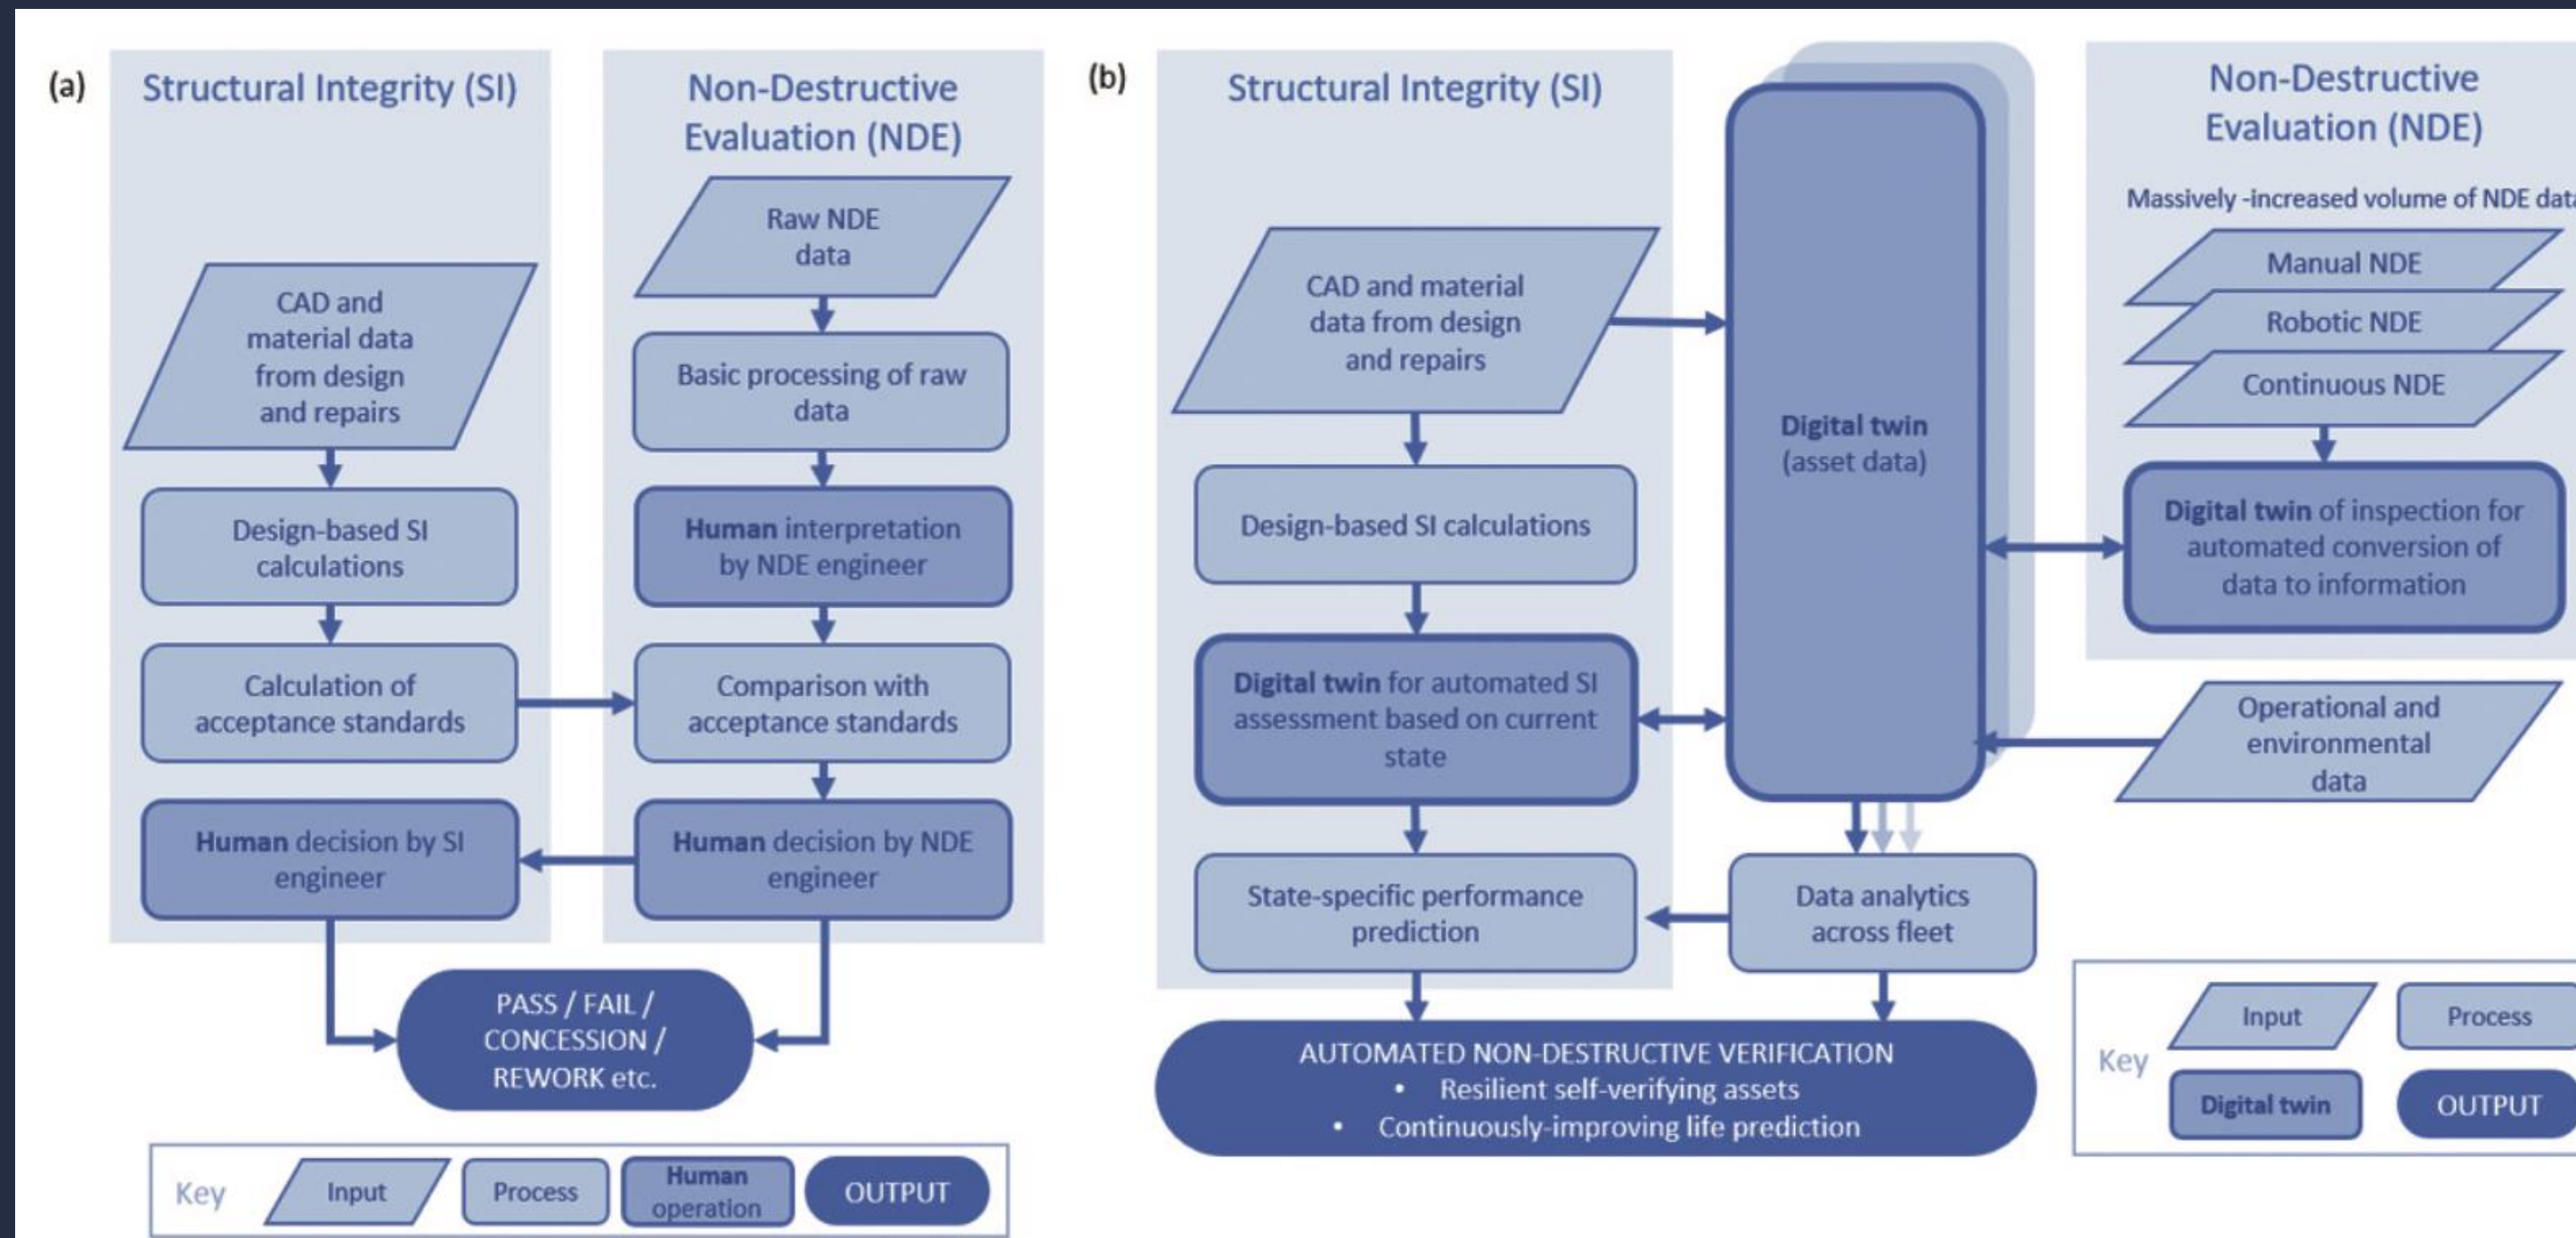 (a)
Structural Integrity (SI)
CAD and
material data
from design
and repairs
Design-based SI
calculations
Calculation of
acceptance standards
Human decision by SI
engineer
Non-Destructive
Evaluation (NDE)
Raw NDE
data
Basic processing of raw
data
Human interpretation
by NDE engineer
Comparison with
acceptance standards
Human decision by NDE
engineer
PASS / FAIL /
CONCESSION /
REWORK etc.
Key
Input
Process
Human
operation
OUTPUT
(b)
Structural Integrity (SI)
CAD and material
data from design
and repairs
Design-based SI calculations
Digital twin for automated SI
assessment based on current
state
State-specific performance
prediction
Digital twin
(asset data)
Data analytics
across fleet
Non-Destructive
Evaluation (NDE)
Massively -increased volume of NDE data
Manual NDE
Robotic NDE
Continuous NDE
Digital twin of inspection for
automated conversion of
data to information
Operational and
environmental
data
AUTOMATED NON-DESTRUCTIVE VERIFICATION
• Resilient self-verifying assets
• Continuously-improving life prediction
Key
Input
Process
Digital twin
OUTPUT